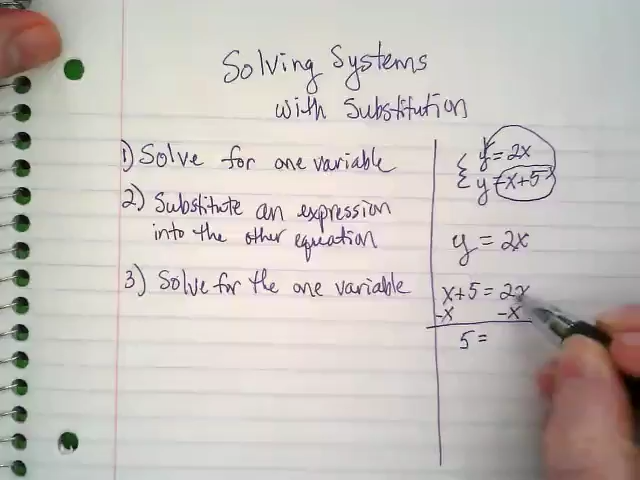 Solving Systems
with Substitution
1) Solve for one variable
2) Substitute an expression
into the other equation
3) Solve for the one variable
y = 2x
y = x+5
y = 2x
x+5 = 2x
-x -x
5 =